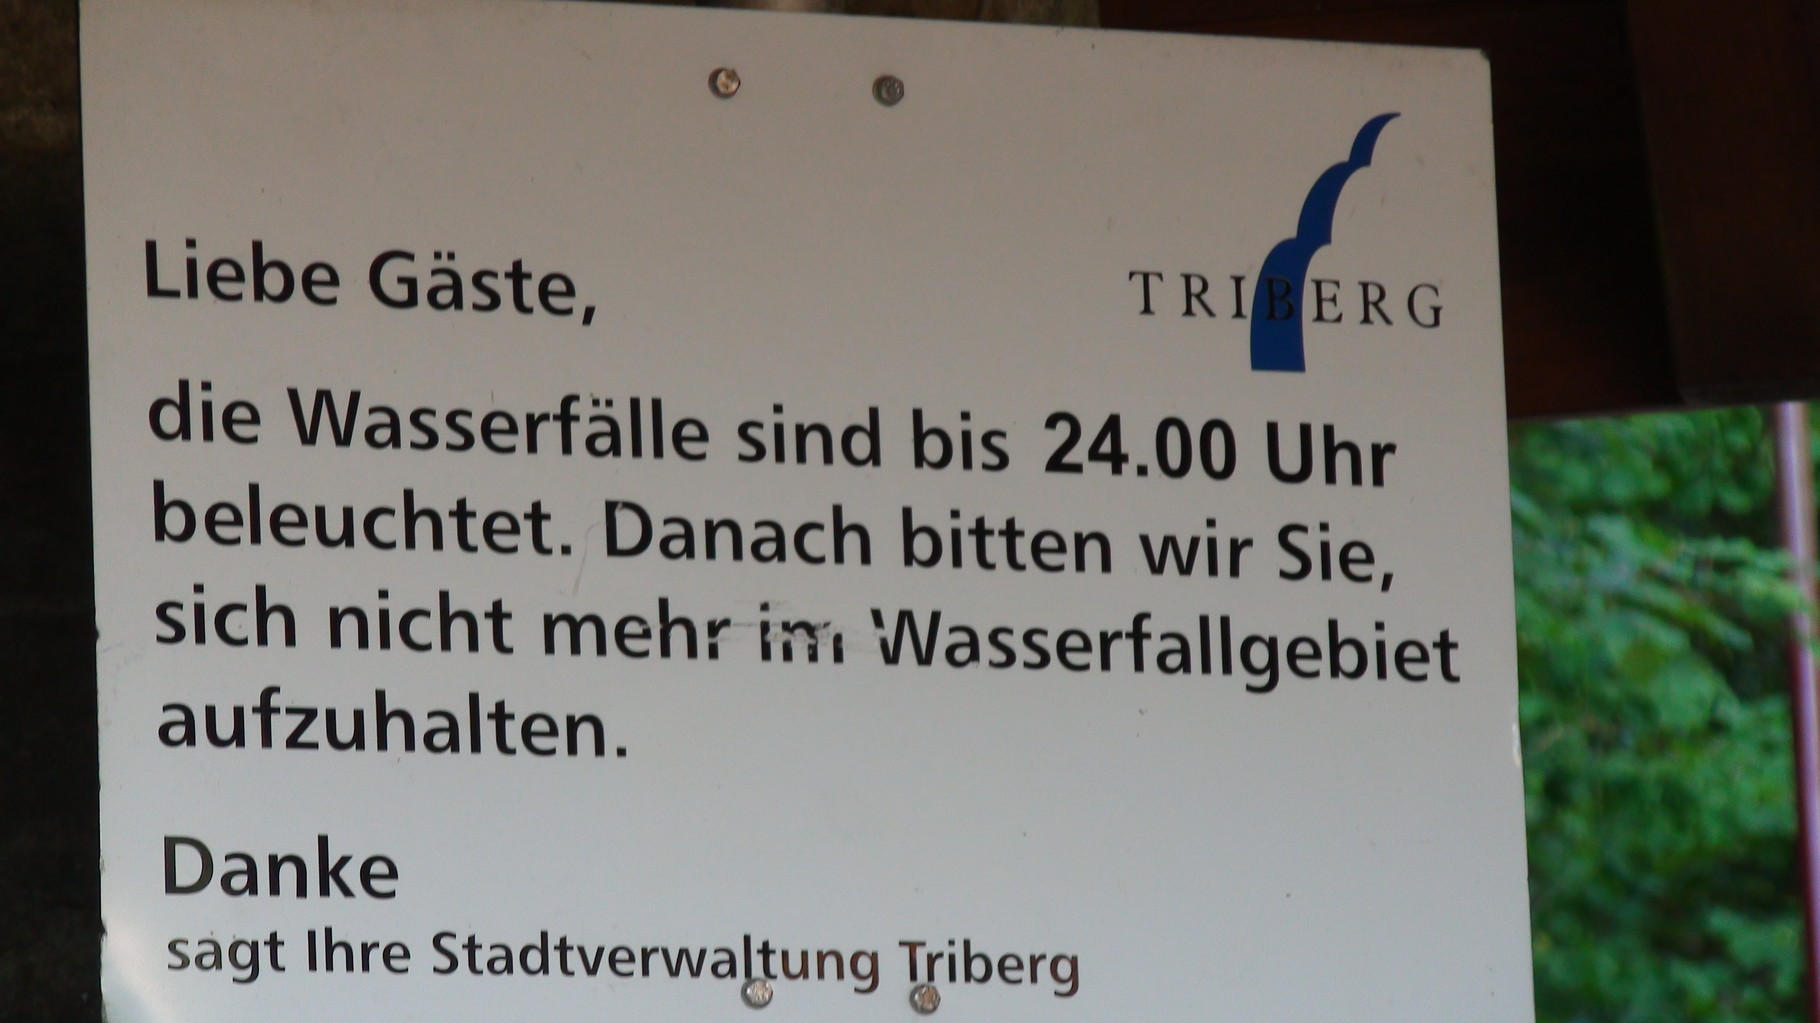 TRIBERG
Liebe Gäste,
die Wasserfälle sind bis 24.00 Uhr
beleuchtet. Danach bitten wir Sie,
sich nicht mehr im Wasserfallgebiet
aufzuhalten.
Danke
sagt Ihre Stadtverwaltung Triberg